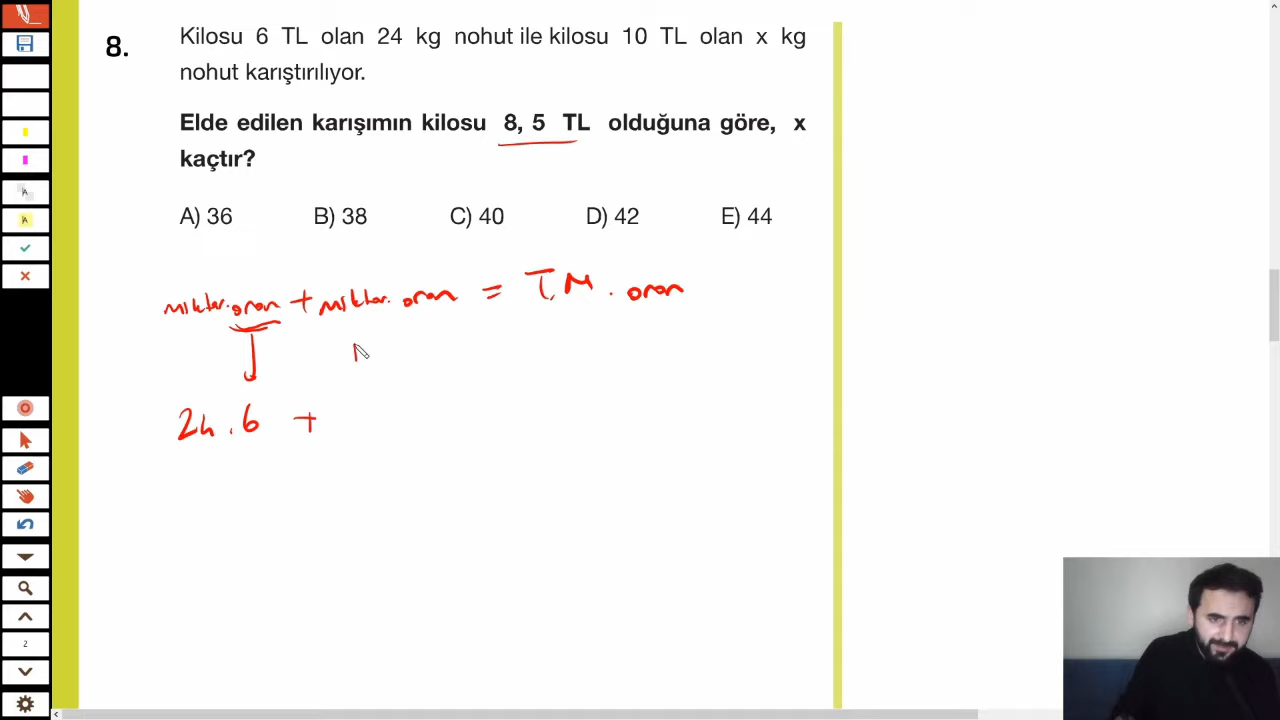 8.
Kilosu 6 TL olan 24 kg nohut ile kilosu 10 TL olan x kg
nohut karıştırılıyor.
Elde edilen karışımın kilosu 8, 5 TL olduğuna göre, x
kaçtır?
A) 36 B) 38 C) 40 D) 42 E) 44
miktar.oran + miktar.oran = T.M. oran
24.6 +
2